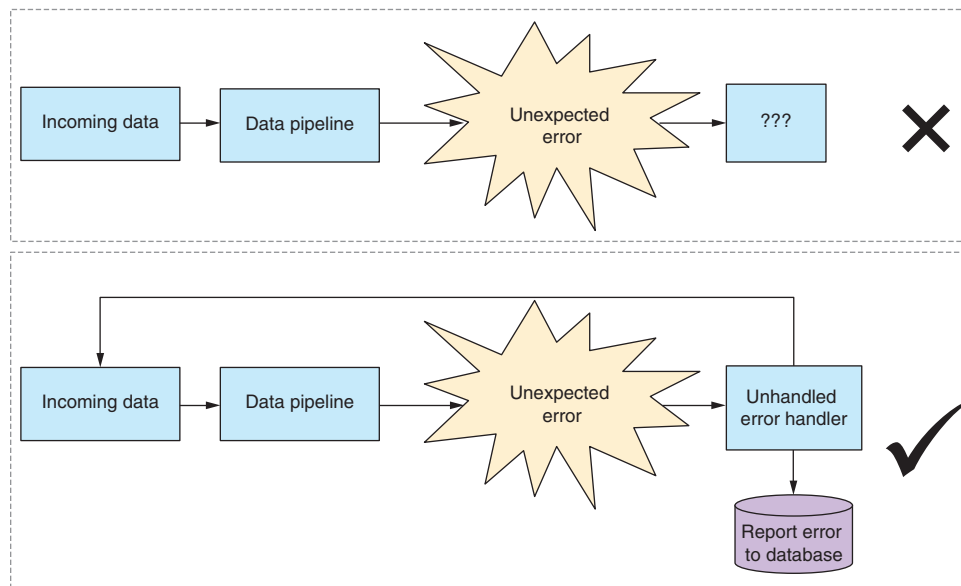 Incoming data
Data pipeline
Unexpected
error
???
Incoming data
Data pipeline
Unexpected
error
Unhandled
error handler
Report error
to database